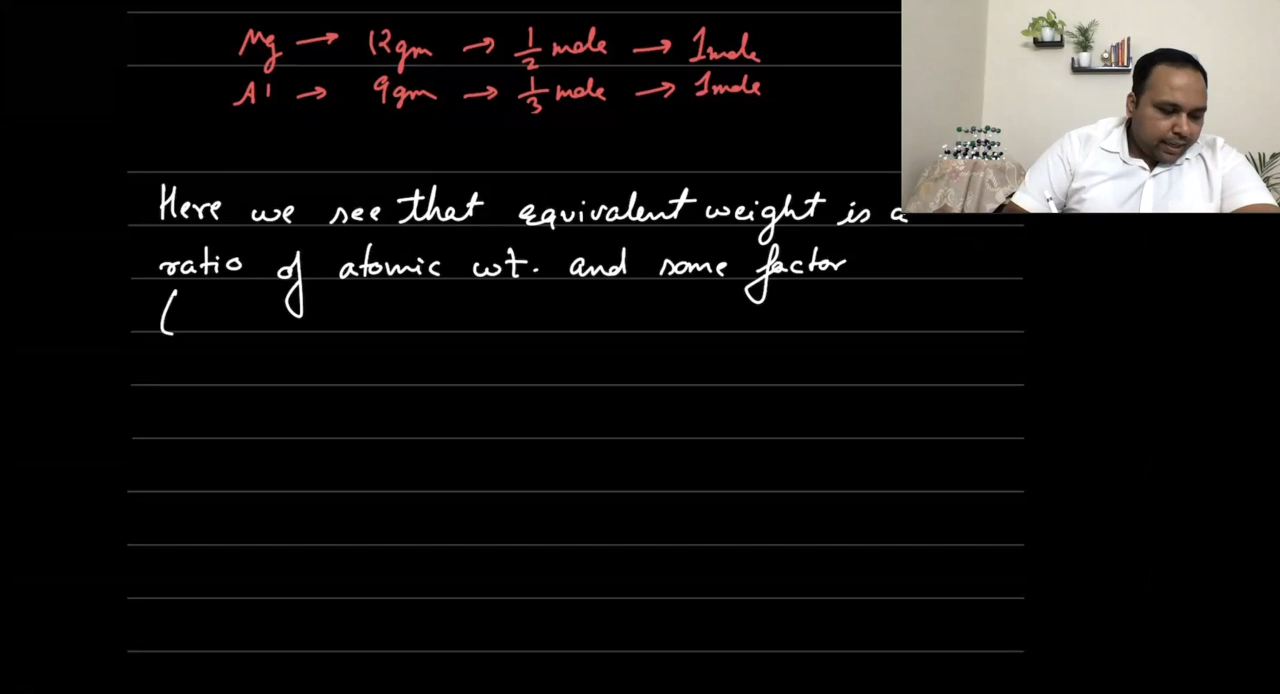 Mg → 12gm → 1/2 mole → 1mole
Al → 9gm → 1/3 mole → 1mole
Here we see that equivalent weight is a
ratio of atomic wt. and some factor
(